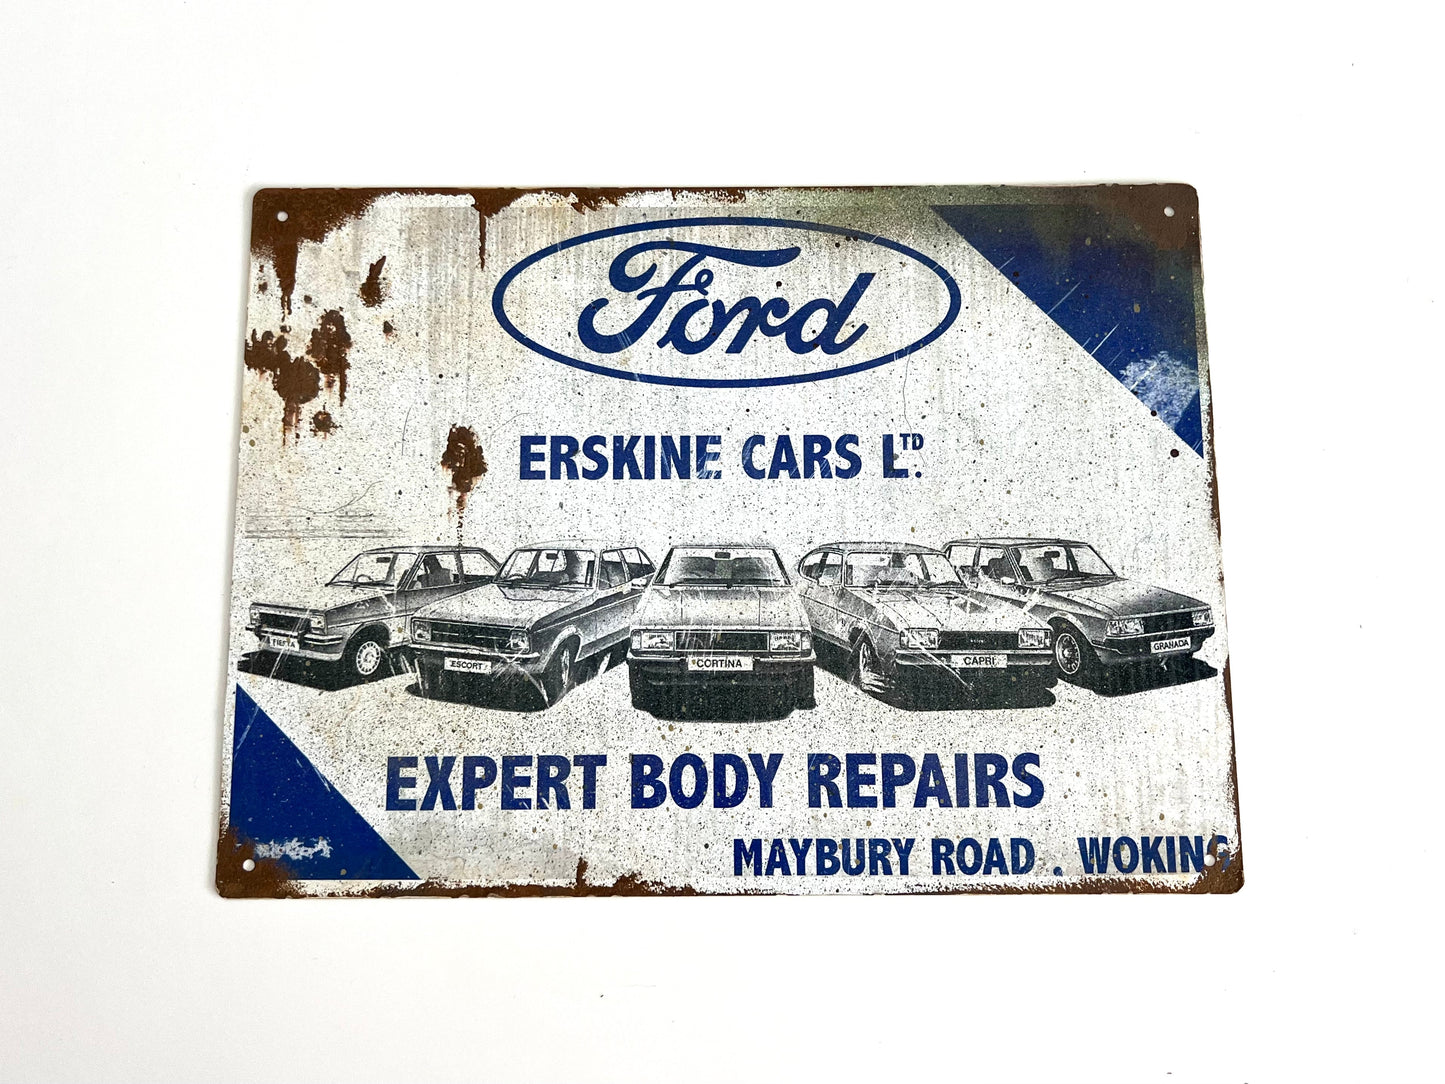 Ford
ERSKINE CARS LTD.
FIESTA
ESCORT
CORTINA
CAPRI
GRANADA
EXPERT BODY REPAIRS
MAYBURY ROAD . WOKING